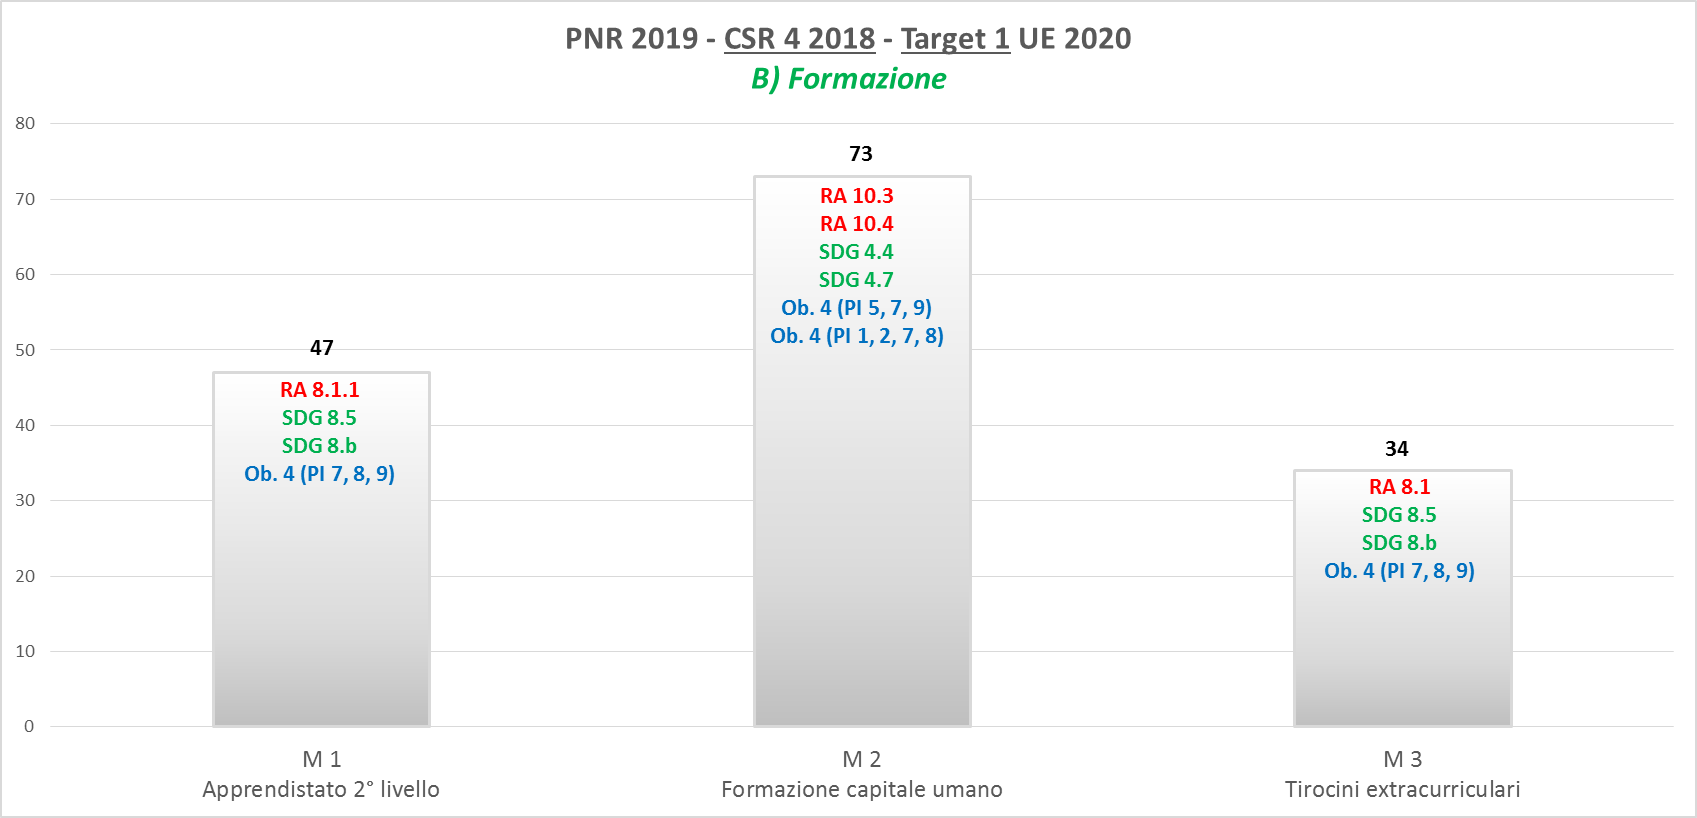 PNR 2019 - CSR 4 2018 - Target 1 UE 2020
B) Formazione
80
70
60
50
40
30
20
10
0
47
RA 8.1.1
SDG 8.5
SDG 8.b
Ob. 4 (PI 7, 8, 9)
73
RA 10.3
RA 10.4
SDG 4.4
SDG 4.7
Ob. 4 (PI 5, 7, 9)
Ob. 4 (PI 1, 2, 7, 8)
34
RA 8.1
SDG 8.5
SDG 8.b
Ob. 4 (PI 7, 8, 9)
M 1
Apprendistato 2° livello
M 2
Formazione capitale umano
M 3
Tirocini extracurriculari